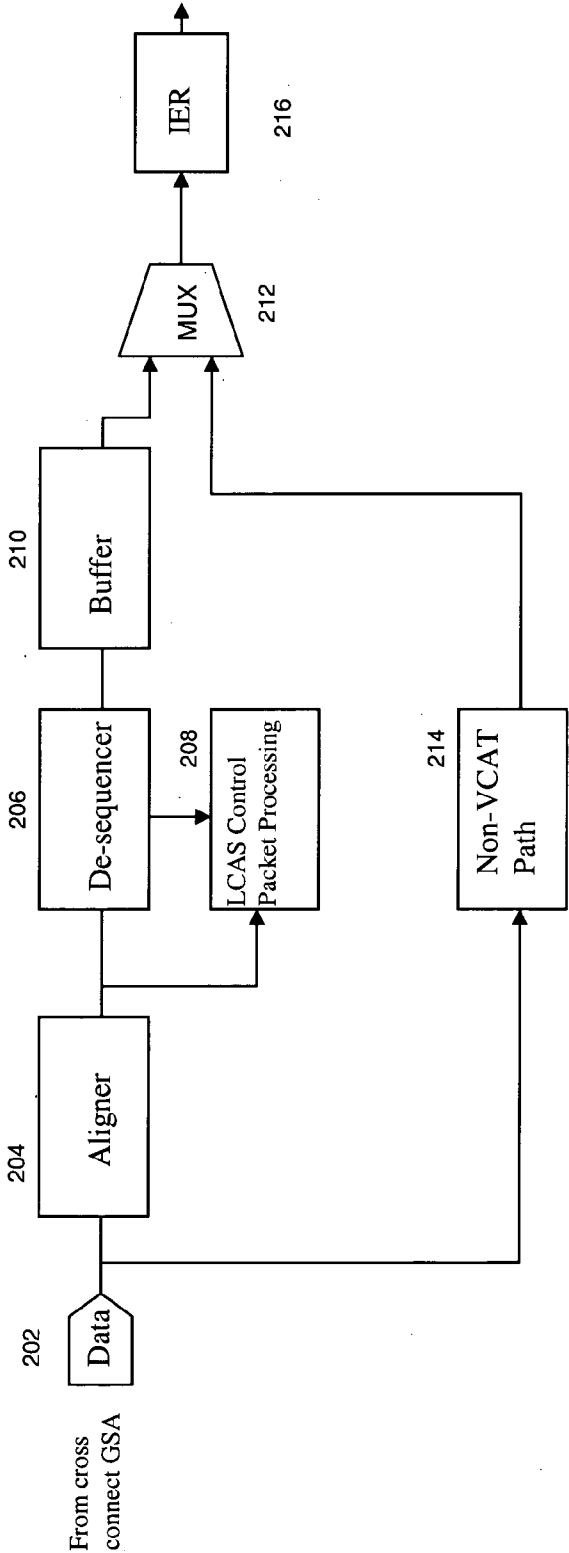 From cross
connect GSA
202
Data
204
Aligner
206
De-sequencer
208
LCAS Control
Packet Processing
210
Buffer
214
Non-VCAT
Path
MUX
212
IER
216